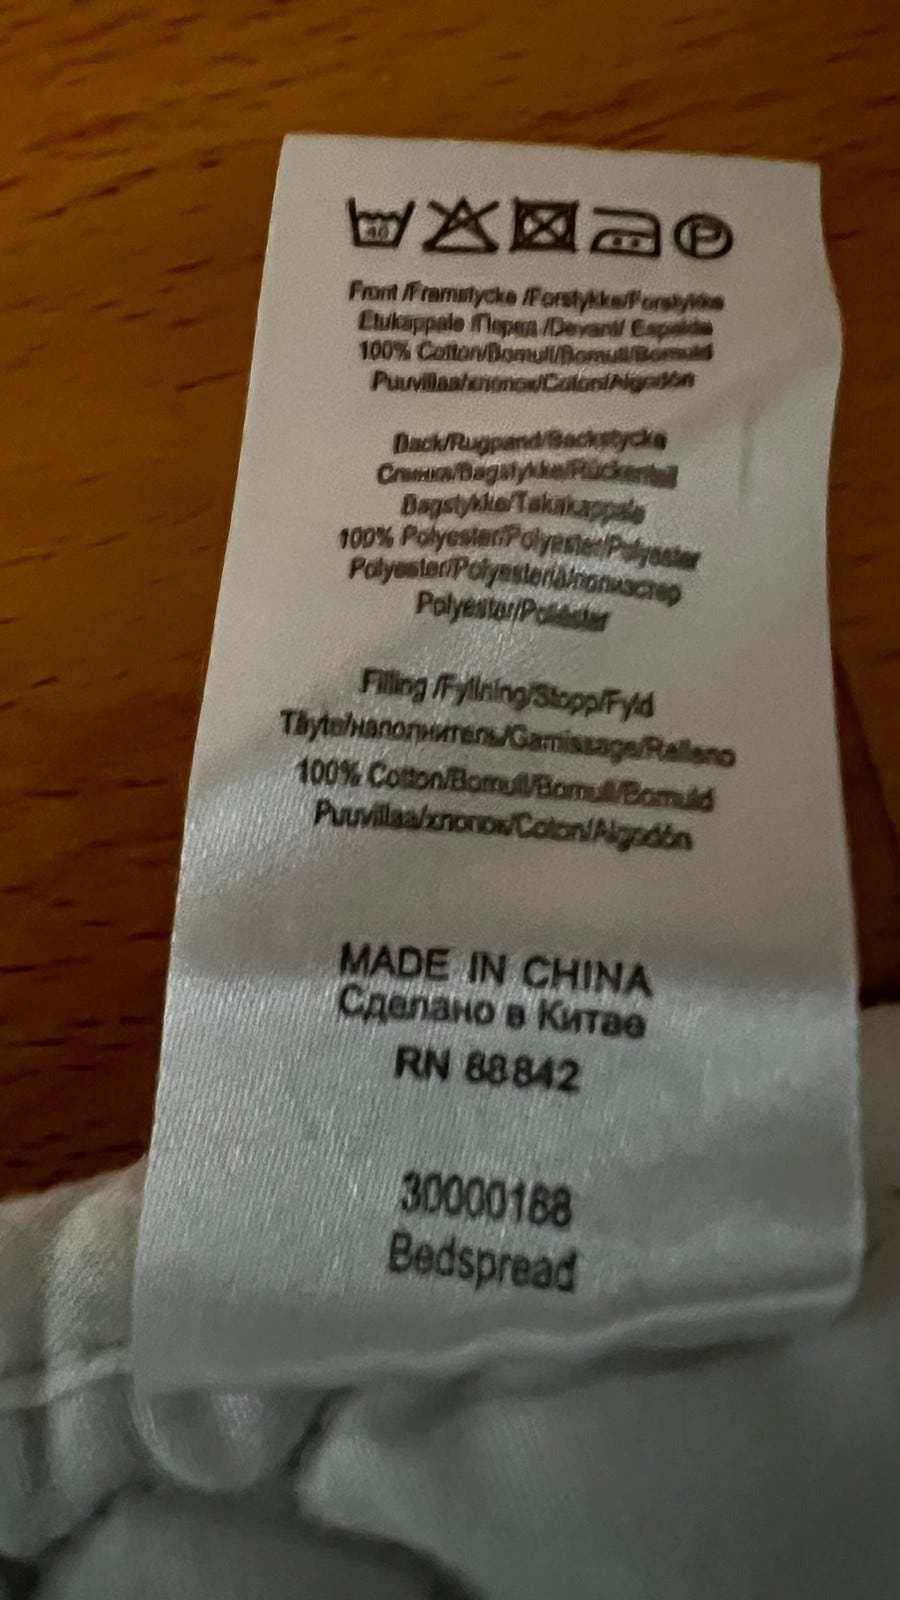 40
P
Front /Framstycke /Forstykke/Forstykke
Etukappale /Перед /Devant/ Espalda
100% Cotton/Bomull/Bomull/Bomuld
Puuvillaa/хлопок/Coton/Algodón
Back/Rugpand/Backstycke
Спинка/Bagstykke/Rückenteil
Bagstykke/Takakappale
100% Polyester/Polyester/Polyester
Polyester/Polyesteriä/полиэстер
Polyester/Poliéster
Filling /Fyllning/Stopp/Fyld
Täyte/наполнитель/Garnissage/Relleno
100% Cotton/Bomull/Bomull/Bomuld
Puuvillaa/хлопок/Coton/Algodón
MADE IN CHINA
Сделано в Китае
RN 88842
30000188
Bedspread